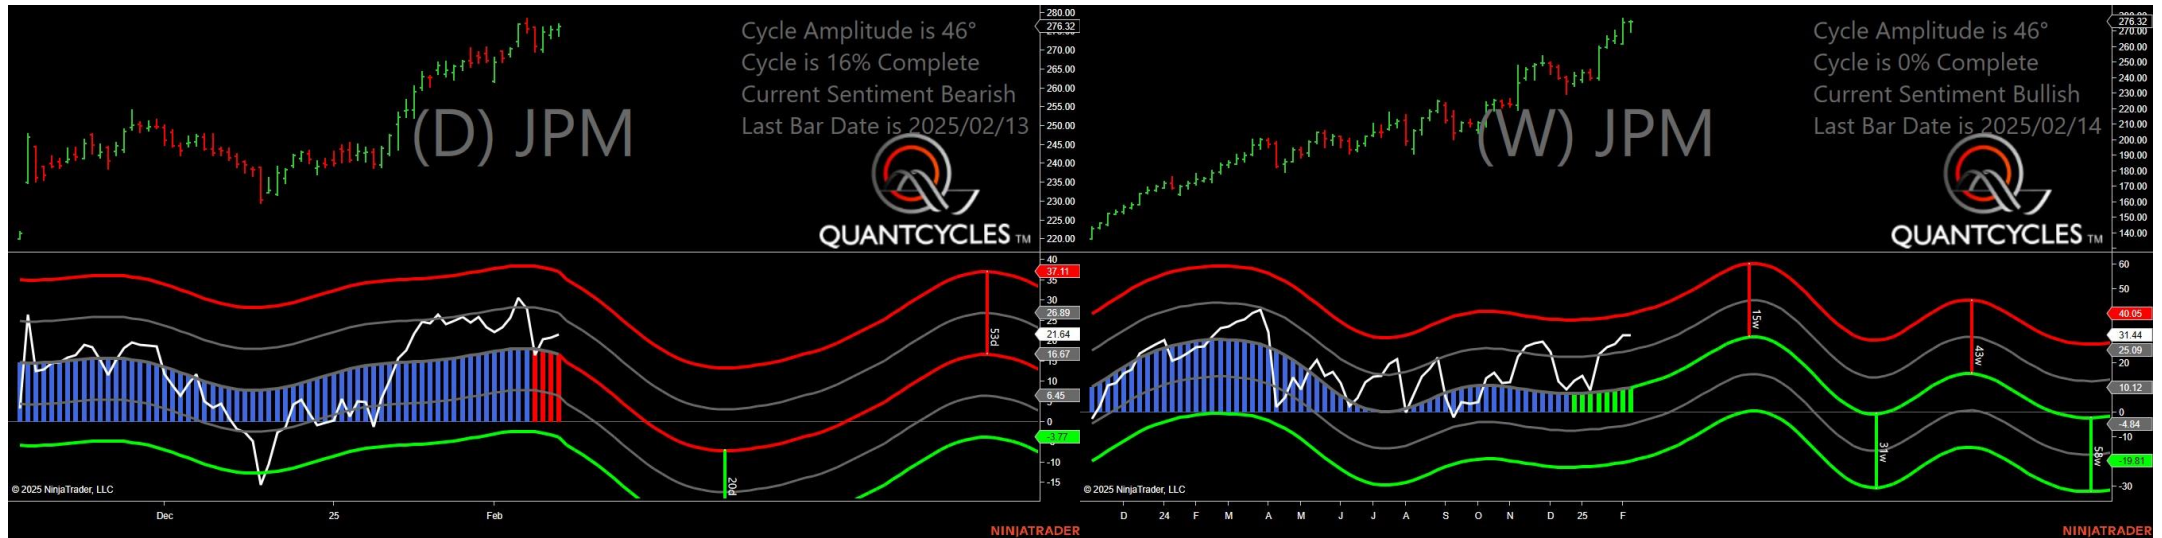 280.00
276.32
270.00
265.00
260.00
255.00
250.00
245.00
240.00
235.00
230.00
225.00
220.00
Cycle Amplitude is 46°
Cycle is 16% Complete
Current Sentiment Bearish
Last Bar Date is 2025/02/13
(D) JPM
QUANTCYCLES TM
40
37.11
35
30
26.89
25
21.64
20
16.67
15
10
6.45
5
0
-3.77
-10
-15
53d
20d
© 2025 NinjaTrader, LLC
Dec
25
Feb
NINJATRADER
280.00
276.32
270.00
260.00
250.00
240.00
230.00
220.00
210.00
200.00
190.00
180.00
170.00
160.00
150.00
140.00
Cycle Amplitude is 46°
Cycle is 0% Complete
Current Sentiment Bullish
Last Bar Date is 2025/02/14
(W) JPM
QUANTCYCLES TM
60
50
40.05
31.44
25.09
20
10.12
0
-4.84
-10
-19.81
-30
15w
43w
31w
58w
© 2025 NinjaTrader, LLC
D 24 F M A M J J A S O N D 25 F
NINJATRADER